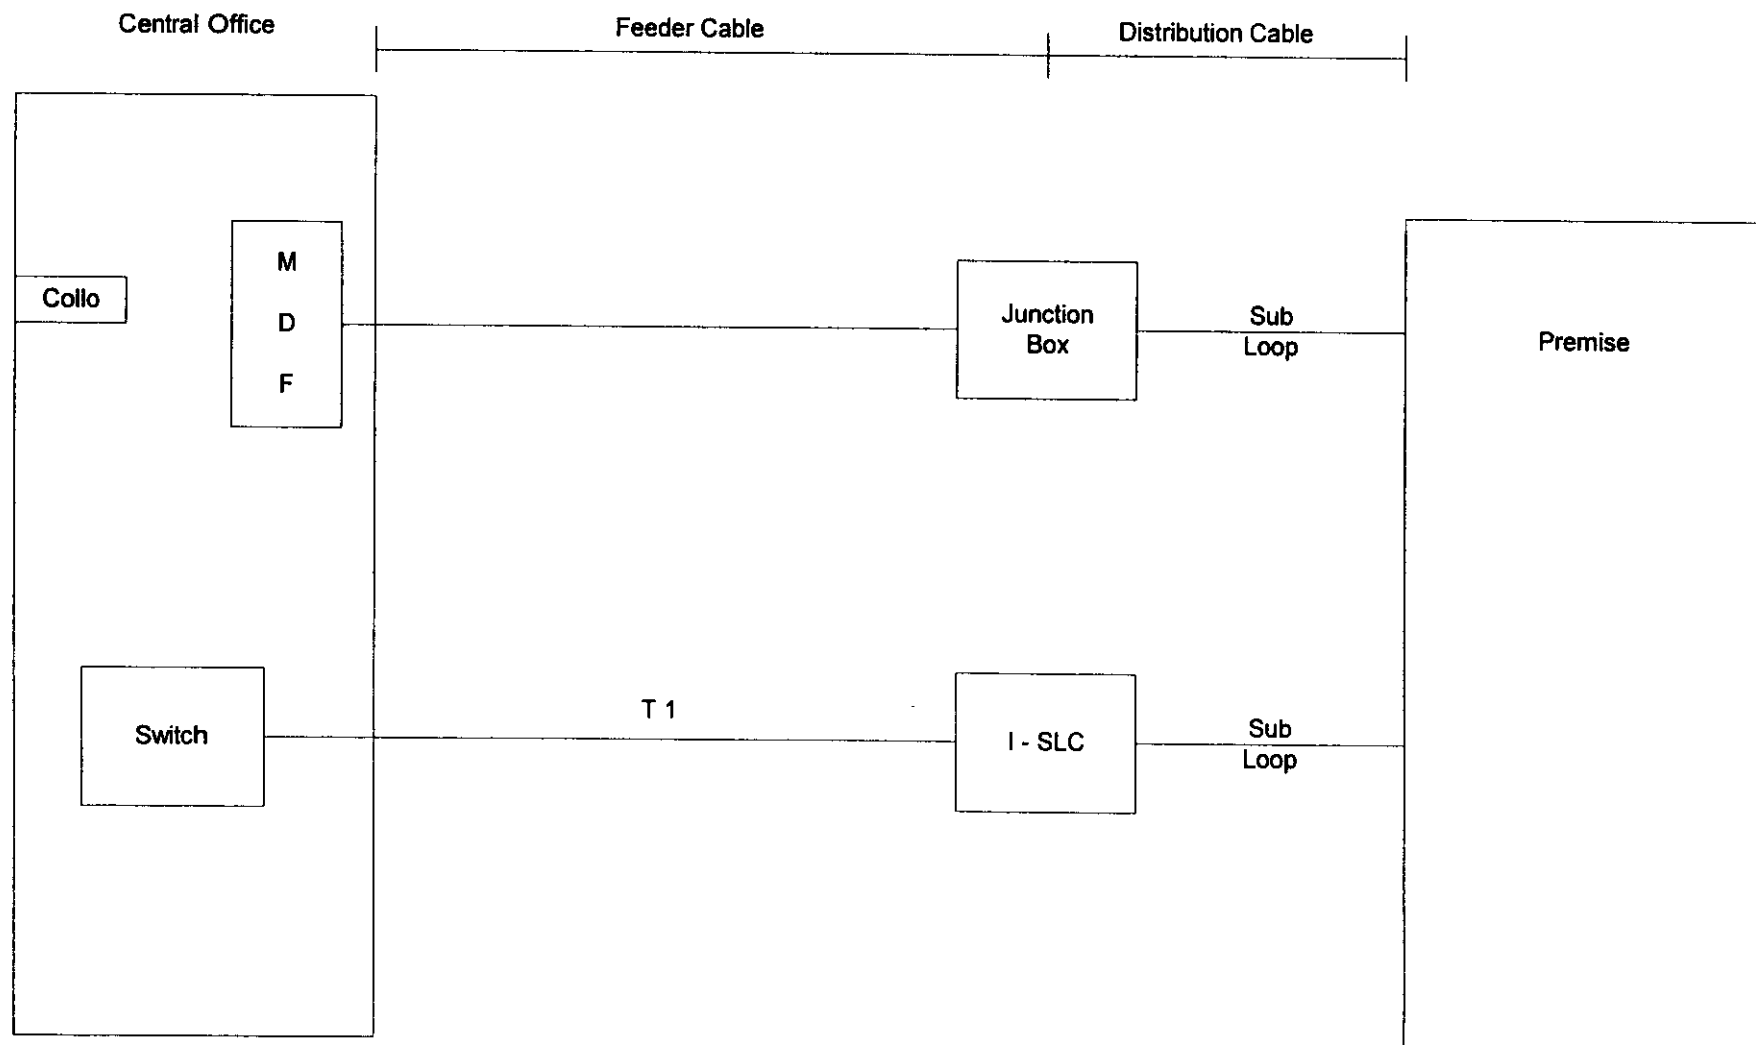 Central Office
Feeder Cable
Distribution Cable
M
D
F
Collo
Junction
Box
Sub
Loop
Premise
Switch
T 1
I - SLC
Sub
Loop